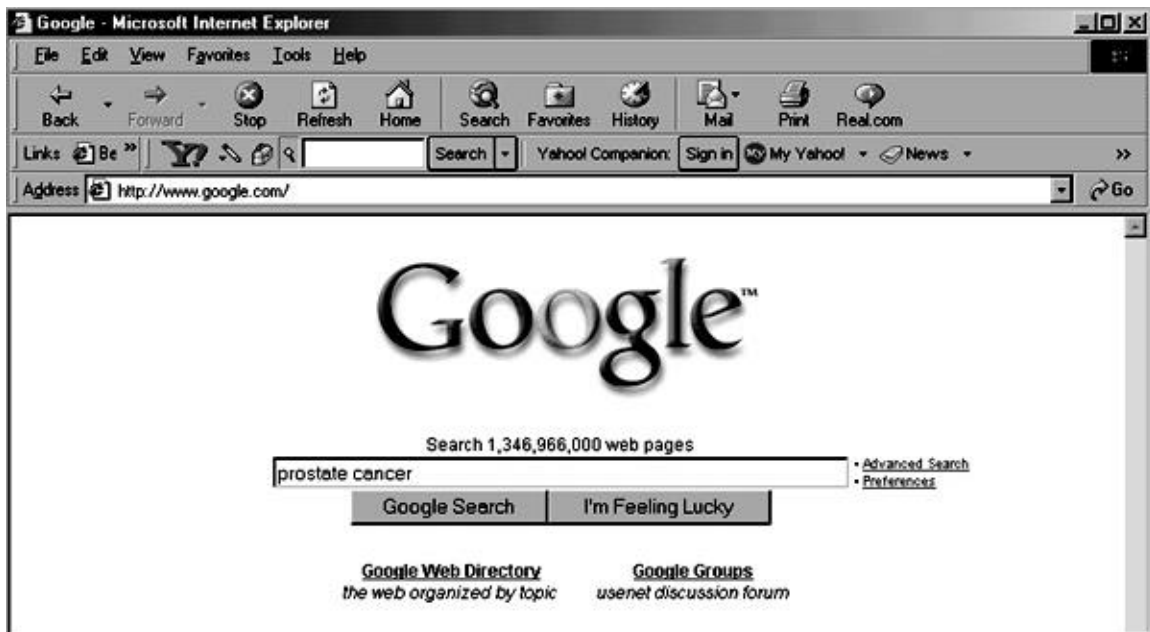 Google - Microsoft Internet Explorer
File Edit View Favorites Tools Help
Back Forward Stop Refresh Home Search Favorites History Mail Print Real.com
Links Be » Y? Search Yahoo! Companion: Sign in My Yahoo! News »
Address http://www.google.com/ Go
Google™
Search 1,346,966,000 web pages
prostate cancer
• Advanced Search
• Preferences
Google Search I'm Feeling Lucky
Google Web Directory Google Groups
the web organized by topic usenet discussion forum